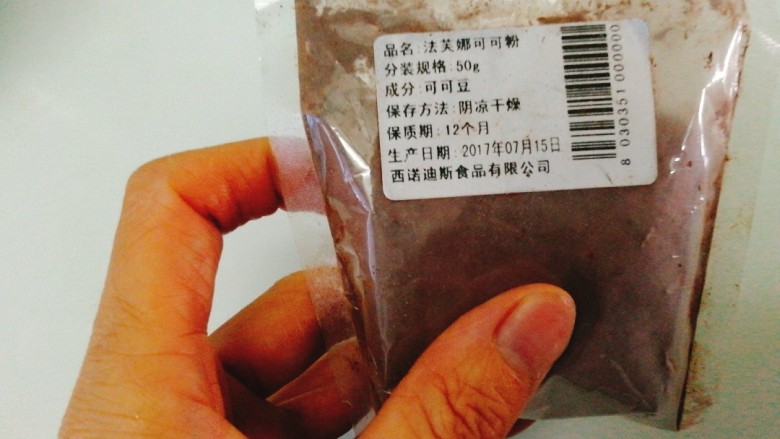 品名:法芙娜可可粉
分装规格:50g
成分:可可豆
保存方法:阴凉干燥
保质期:12个月
生产日期:2017年07月15日
西诺迪斯食品有限公司
8 030351 000000